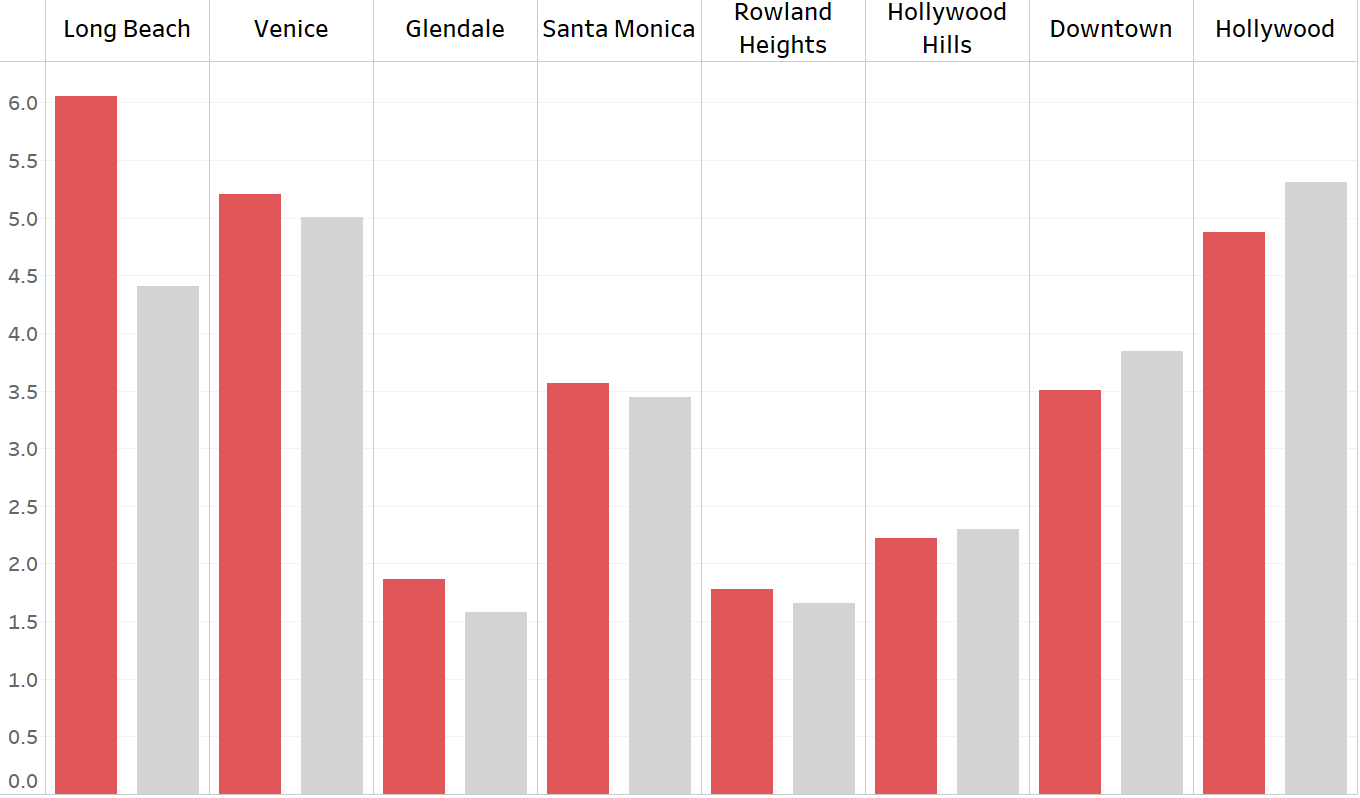 Long Beach
Venice
Glendale
Santa Monica
Rowland
Heights
Hollywood
Hills
Downtown
Hollywood
6.0
5.5
5.0
4.5
4.0
3.5
3.0
2.5
2.0
1.5
1.0
0.5
0.0